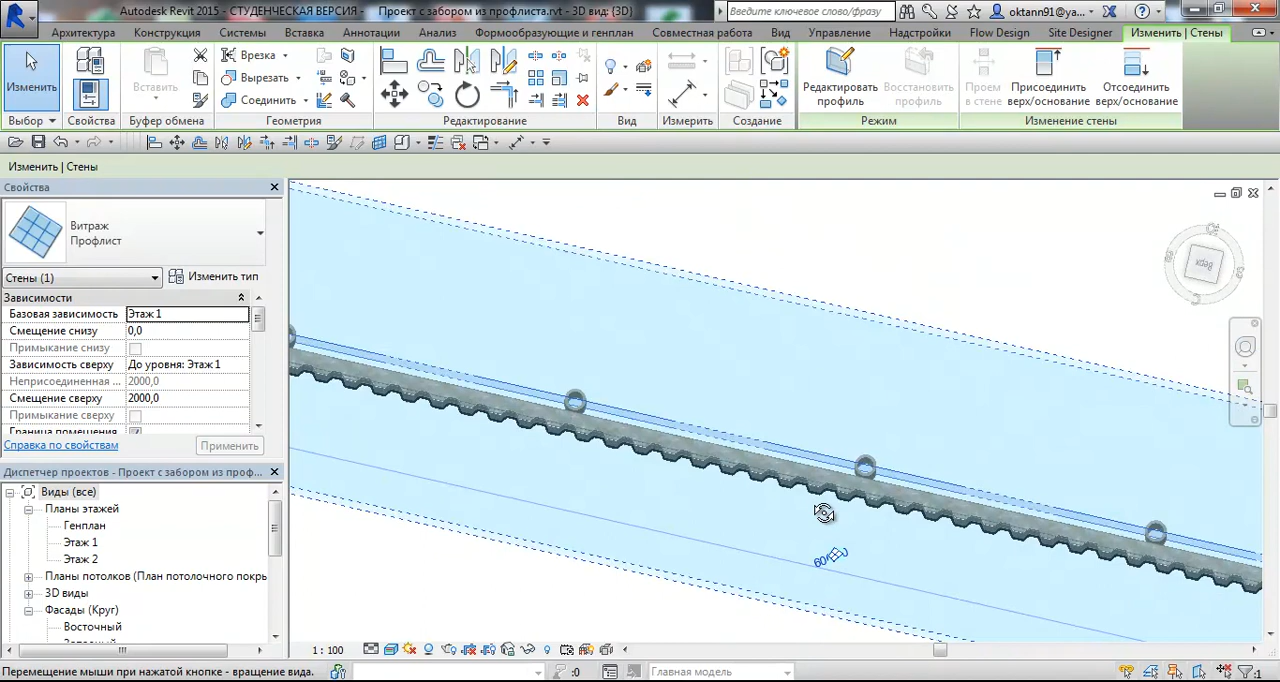 Autodesk Revit 2015 - СТУДЕНЧЕСКАЯ ВЕРСИЯ - Проект с забором из профлиста.rvt - 3D вид: {3D}
Введите ключевое слово/фразу
oktann91@ya...
Архитектура Конструкция Системы Вставка Аннотации Анализ Формообразующие и генплан Совместная работа Вид Управление Надстройки Flow Design Site Designer Изменить | Стены
Изменить
Вставить
Врезка
Вырезать
Соединить
Редактировать профиль
Восстановить профиль
Проем в стене
Присоединить верх/основание
Отсоединить верх/основание
Выбор Свойства Буфер обмена Геометрия Редактирование Вид Измерить Создание Режим Изменение стены
Изменить | Стены
Свойства
Витраж
Профлист
Стены (1) Изменить тип
Зависимости
Базовая зависимость Этаж 1
Смещение снизу 0,0
Примыкание снизу
Зависимость сверху До уровня: Этаж 1
Неприсоединенная ... 2000,0
Смещение сверху 2000,0
Примыкание сверху
Граница помещения
Справка по свойствам Применить
Диспетчер проектов - Проект с забором из проф...
Виды (все)
Планы этажей
Генплан
Этаж 1
Этаж 2
Планы потолков (План потолочного покры
3D виды
Фасады (Круг)
Восточный
1 : 100
Перемещение мыши при нажатой кнопке - вращение вида.
:0
Главная модель
:1